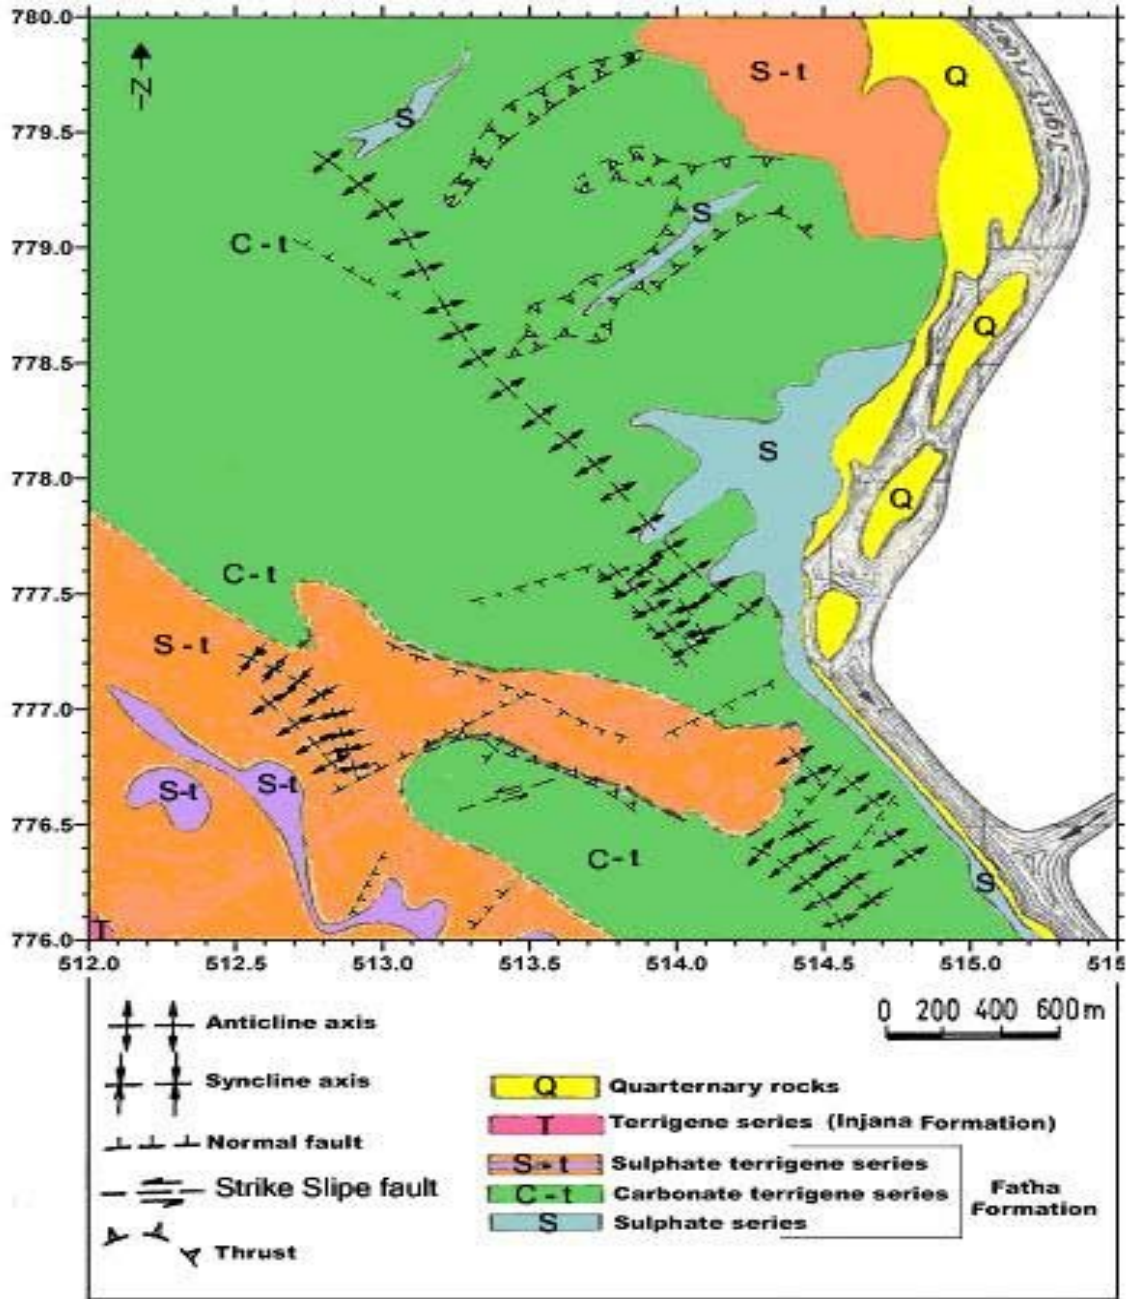 780.0
779.5
779.0
778.5
778.0
777.5
777.0
776.5
776.0
512.0
512.5
513.0
513.5
514.0
514.5
515.0
515
N
S
S - t
Q
C - t
S
Q
S
Q
C - t
S - t
S-t
S-t
C - t
S
T
Anticline axis
Syncline axis
Normal fault
Strike Slipe fault
Thrust
0 200 400 600 m
Q Quarternary rocks
T Terrigene series (Injana Formation)
S - t Sulphate terrigene series
C - t Carbonate terrigene series
S Sulphate series
Fatha
Formation